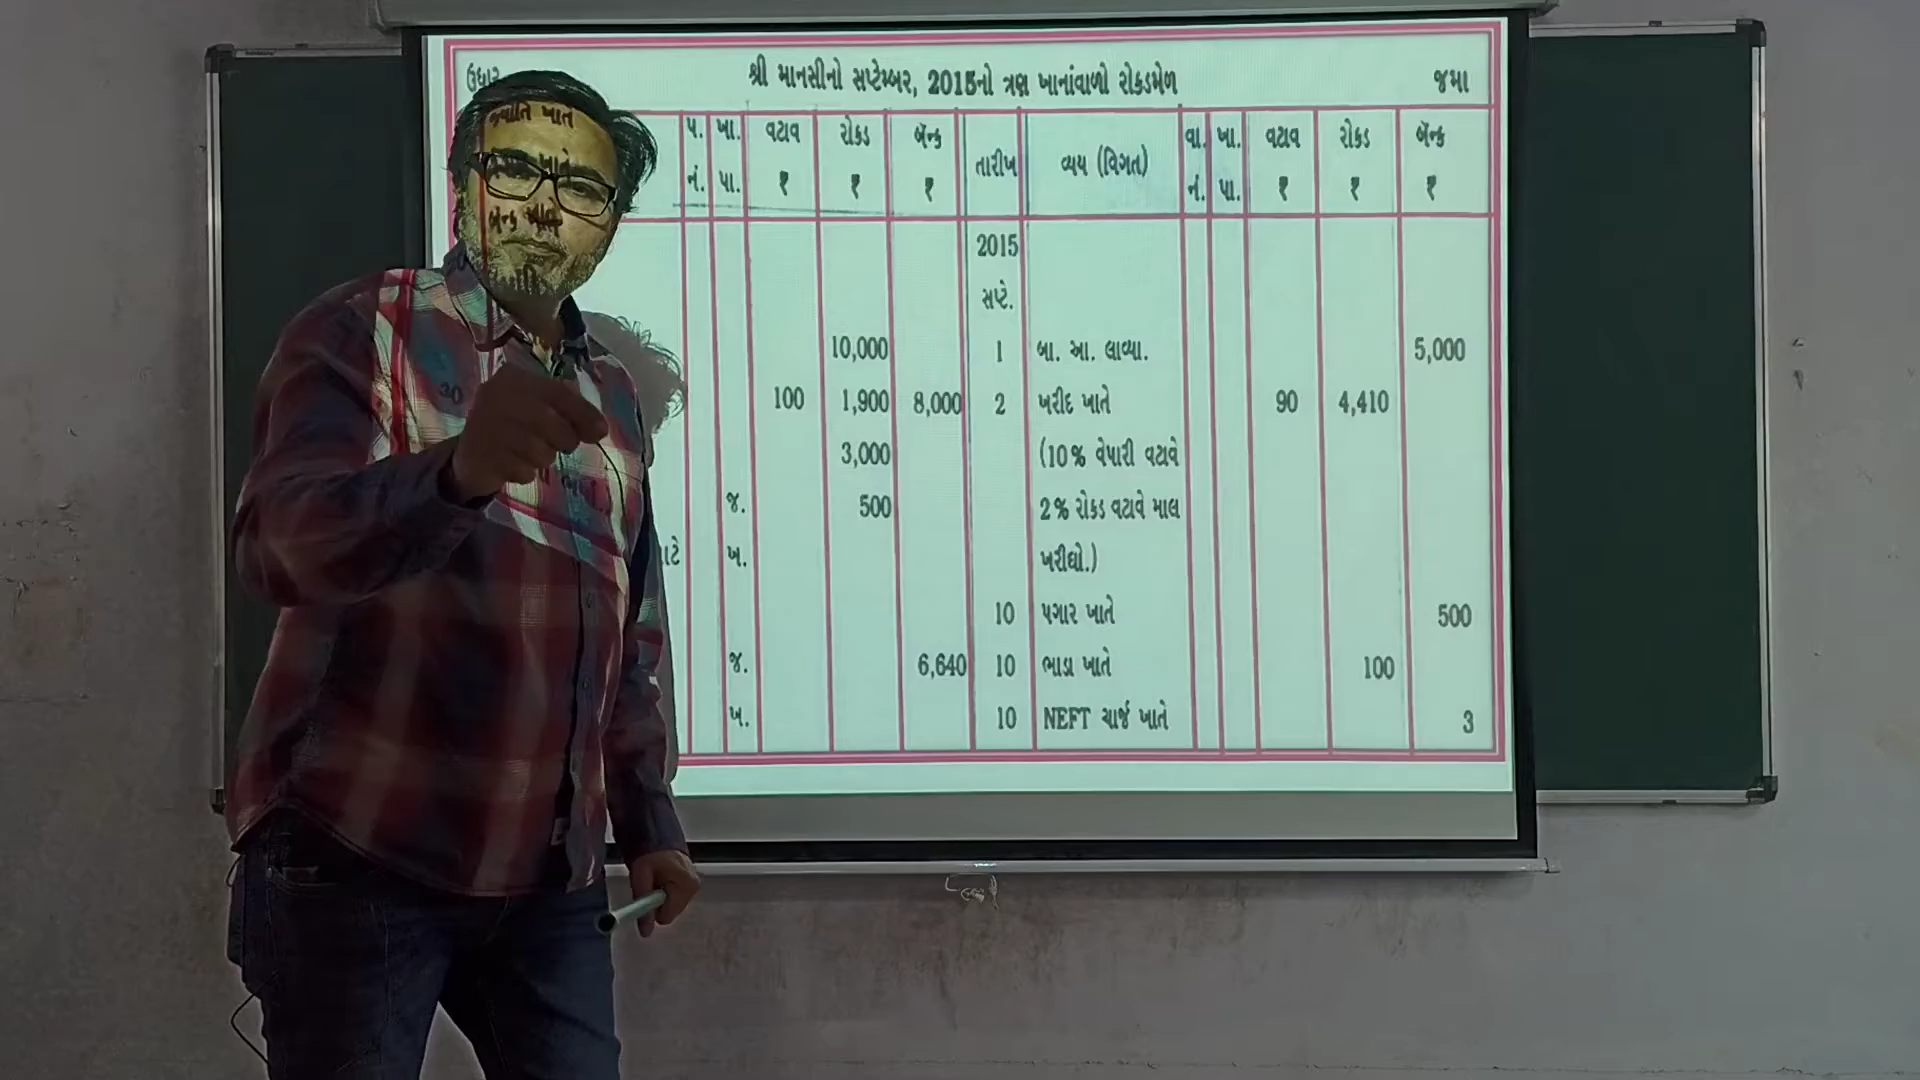 શ્રી માનસીનો સપ્ટેમ્બર, 2015નો ત્રણ ખાનાંવાળો રોકડમેળ જમા
પ. ખા. વટાવ રોકડ બૅન્ક તારીખ વ્યય (વિગત) વા. ખા. વટાવ રોકડ બૅન્ક
નં. પા. ₹ ₹ ₹ નં. પા. ₹ ₹ ₹
2015
સપ્ટે.
10,000 1 બા. આ. લાવ્યા. 5,000
100 1,900 8,000 2 ખરીદ ખાતે 90 4,410
30 3,000 (10% વેપારી વટાવે
જ. 500 2% રોકડ વટાવે માલ
ખ. ખરીદ્યો.)
10 પગાર ખાતે 500
જ. 6,640 10 ભાડા ખાતે 100
ખ. 10 NEFT ચાર્જ ખાતે 3